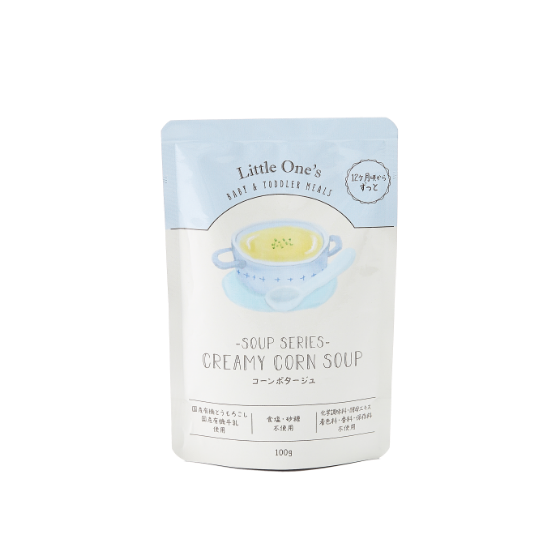 Little One's
BABY & TODDLER MEALS
12ヶ月頃から
ずっと
-SOUP SERIES-
CREAMY CORN SOUP
コーンポタージュ
国産有機とうもろこし
国産有機牛乳
使用
食塩・砂糖
不使用
化学調味料・酵母エキス
着色料・香料・保存料
不使用
100g